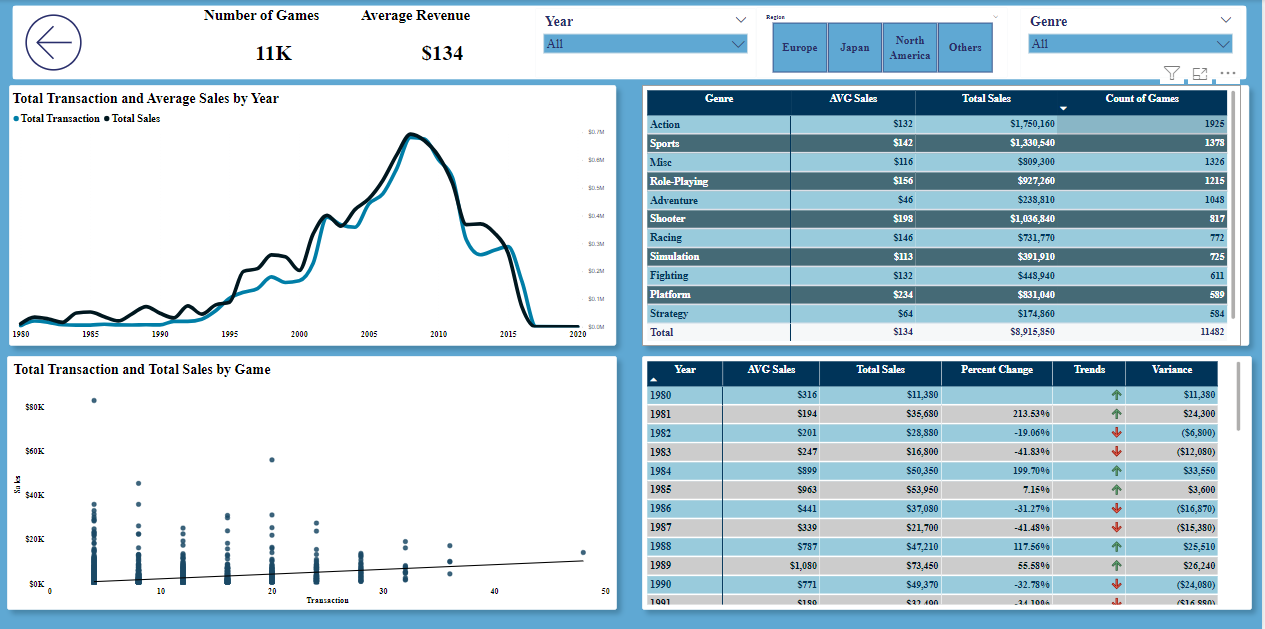 Number of Games
11K
Average Revenue
$134
Year
All
Region
Europe
Japan
North America
Others
Genre
All
Total Transaction and Average Sales by Year
Total Transaction Total Sales
$0.7M
$0.6M
$0.5M
$0.4M
$0.3M
$0.2M
$0.1M
$0.0M
1980 1985 1990 1995 2000 2005 2010 2015 2020
Genre AVG Sales Total Sales Count of Games
Action $132 $1,750,160 1925
Sports $142 $1,330,540 1378
Misc $116 $809,300 1326
Role-Playing $156 $927,260 1215
Adventure $46 $238,810 1048
Shooter $198 $1,036,840 817
Racing $146 $731,770 772
Simulation $113 $391,910 725
Fighting $132 $448,940 611
Platform $234 $831,040 589
Strategy $64 $174,860 584
Total $134 $8,915,850 11482
Total Transaction and Total Sales by Game
$80K
$60K
$40K
$20K
$0K
Sales
0 10 20 30 40 50
Transaction
Year AVG Sales Total Sales Percent Change Trends Variance
1980 $316 $11,380 $11,380
1981 $194 $35,680 213.53% $24,300
1982 $201 $28,880 -19.06% ($6,800)
1983 $247 $16,800 -41.83% ($12,080)
1984 $899 $50,350 199.70% $33,550
1985 $963 $53,950 7.15% $3,600
1986 $441 $37,080 -31.27% ($16,870)
1987 $339 $21,700 -41.48% ($15,380)
1988 $787 $47,210 117.56% $25,510
1989 $1,080 $73,450 55.58% $26,240
1990 $771 $49,370 -32.78% ($24,080)
1991 $189 $32,490 -34.19% ($16,880)